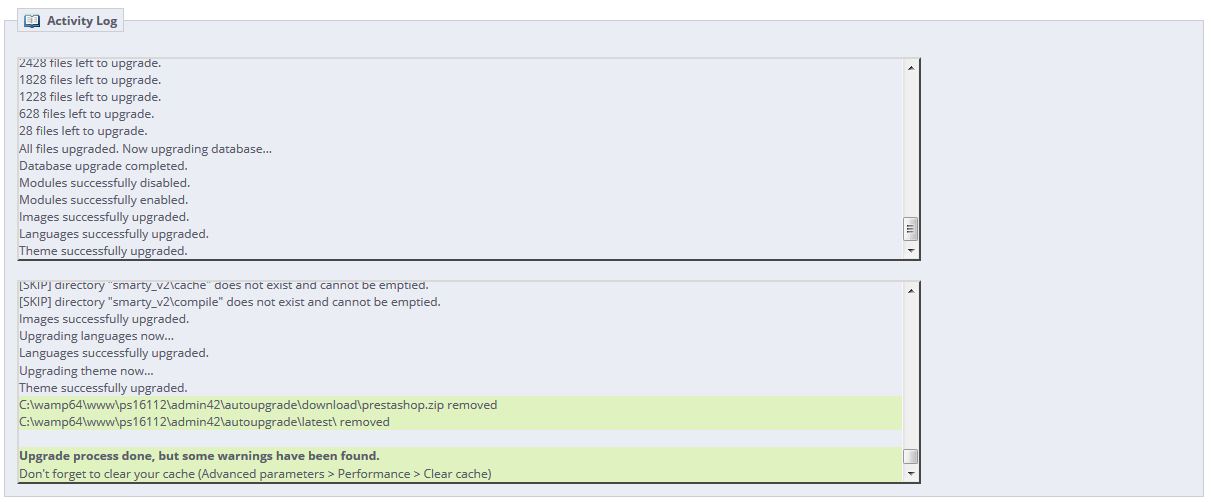 Activity Log
2428 files left to upgrade.
1828 files left to upgrade.
1228 files left to upgrade.
628 files left to upgrade.
28 files left to upgrade.
All files upgraded. Now upgrading database...
Database upgrade completed.
Modules successfully disabled.
Modules successfully enabled.
Images successfully upgraded.
Languages successfully upgraded.
Theme successfully upgraded.
[SKIP] directory "smarty_v2\cache" does not exist and cannot be emptied.
[SKIP] directory "smarty_v2\compile" does not exist and cannot be emptied.
Images successfully upgraded.
Upgrading languages now...
Languages successfully upgraded.
Upgrading theme now...
Theme successfully upgraded.
C:\wamp64\www\ps16112\admin42\autoupgrade\download\prestashop.zip removed
C:\wamp64\www\ps16112\admin42\autoupgrade\latest\ removed
Upgrade process done, but some warnings have been found.
Don't forget to clear your cache (Advanced parameters > Performance > Clear cache)